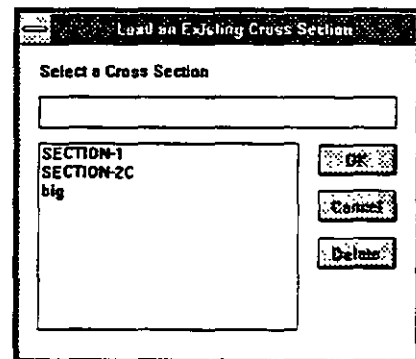 Load an Existing Cross Section
Select a Cross Section
SECTION-1
SECTION-2C
big
OK
Cancel
Delete